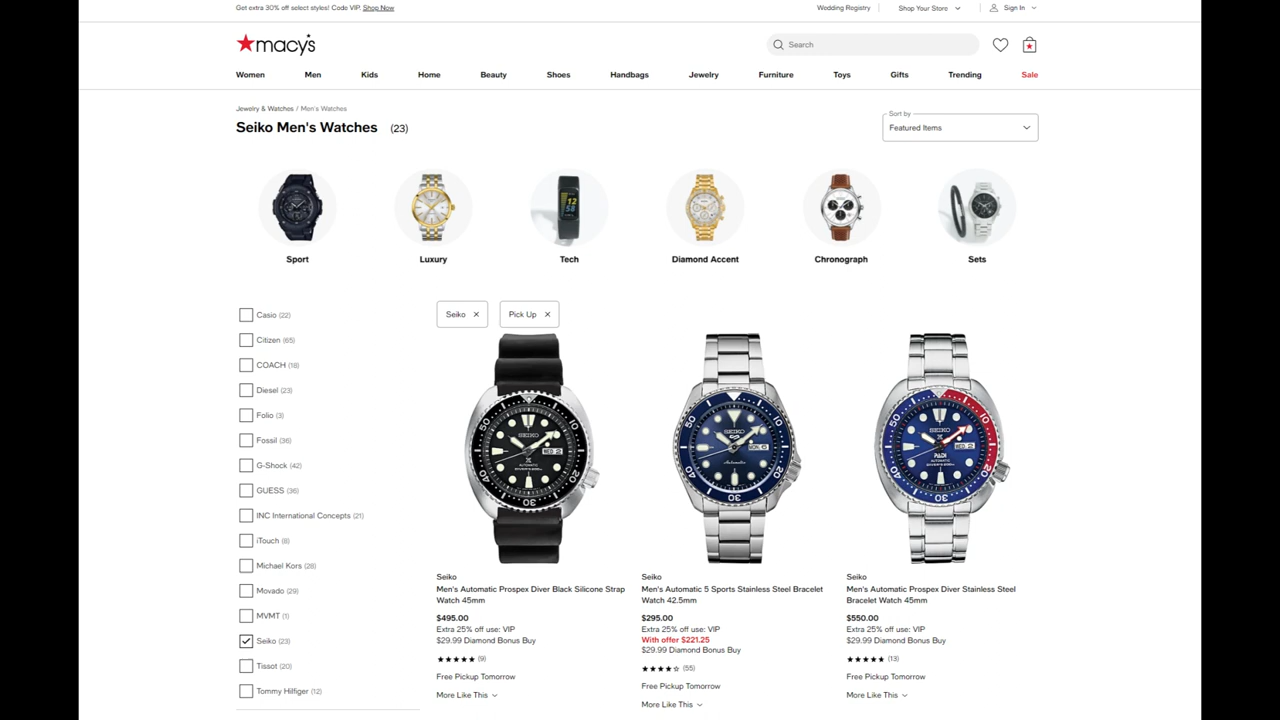 Get extra 30% off select styles! Code VIP. Shop Now
Wedding Registry
Shop Your Store
Sign In
macy's
Search
Women
Men
Kids
Home
Beauty
Shoes
Handbags
Jewelry
Furniture
Toys
Gifts
Trending
Sale
Jewelry & Watches / Men's Watches
Seiko Men's Watches (23)
Sort by
Featured Items
Sport
Luxury
Tech
Diamond Accent
Chronograph
Sets
Casio (22)
Citizen (65)
COACH (18)
Diesel (23)
Folio (3)
Fossil (36)
G-Shock (42)
GUESS (36)
INC International Concepts (21)
iTouch (8)
Michael Kors (28)
Movado (29)
MVMT (1)
Seiko (23)
Tissot (20)
Tommy Hilfiger (12)
Seiko
Pick Up
SEIKO
AUTOMATIC
SEIKO
Automatic
SEIKO
PADI
AUTOMATIC
Seiko
Men's Automatic Prospex Diver Black Silicone Strap
Watch 45mm
$495.00
Extra 25% off use: VIP
$29.99 Diamond Bonus Buy
(9)
Free Pickup Tomorrow
More Like This
Seiko
Men's Automatic 5 Sports Stainless Steel Bracelet
Watch 42.5mm
$295.00
Extra 25% off use: VIP
With offer $221.25
$29.99 Diamond Bonus Buy
(55)
Free Pickup Tomorrow
More Like This
Seiko
Men's Automatic Prospex Diver Stainless Steel
Bracelet Watch 45mm
$550.00
Extra 25% off use: VIP
$29.99 Diamond Bonus Buy
(13)
Free Pickup Tomorrow
More Like This